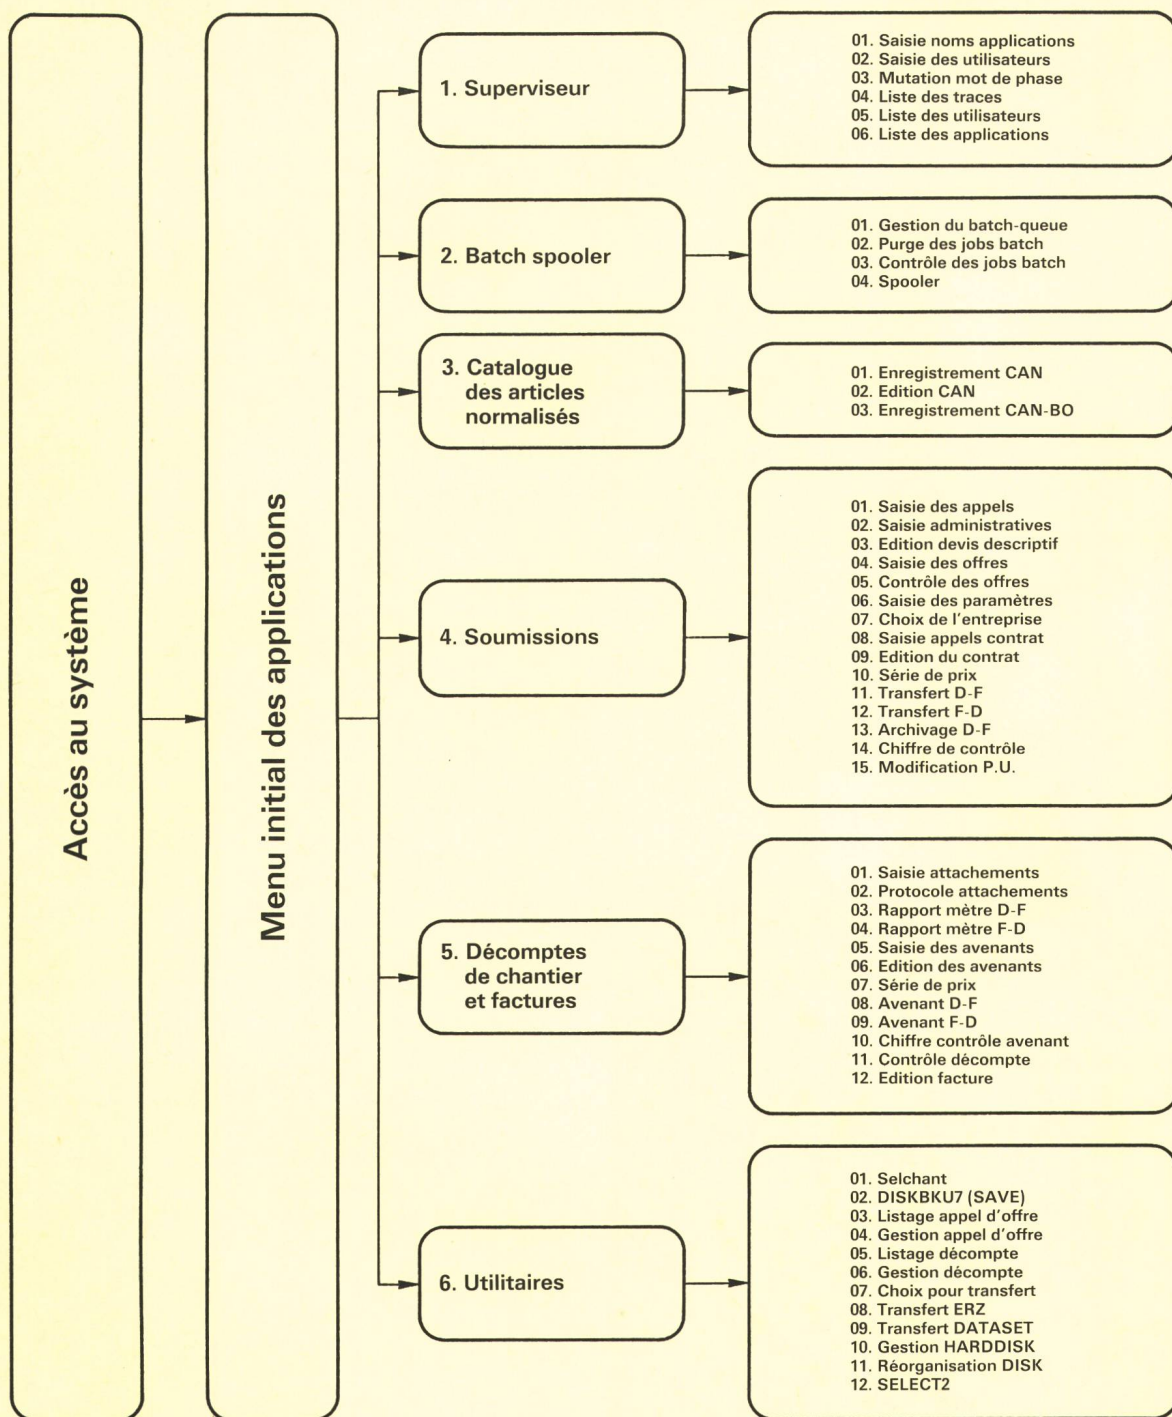 Accès au système
Menu initial des applications
1. Superviseur
01. Saisie noms applications
02. Saisie des utilisateurs
03. Mutation mot de phase
04. Liste des traces
05. Liste des utilisateurs
06. Liste des applications
2. Batch spooler
01. Gestion du batch-queue
02. Purge des jobs batch
03. Contrôle des jobs batch
04. Spooler
3. Catalogue
des articles
normalisés
01. Enregistrement CAN
02. Edition CAN
03. Enregistrement CAN-BO
4. Soumissions
01. Saisie des appels
02. Saisie administratives
03. Edition devis descriptif
04. Saisie des offres
05. Contrôle des offres
06. Saisie des paramètres
07. Choix de l'entreprise
08. Saisie appels contrat
09. Edition du contrat
10. Série de prix
11. Transfert D-F
12. Transfert F-D
13. Archivage D-F
14. Chiffre de contrôle
15. Modification P.U.
5. Décomptes
de chantier
et factures
01. Saisie attachements
02. Protocole attachements
03. Rapport mètre D-F
04. Rapport mètre F-D
05. Saisie des avenants
06. Edition des avenants
07. Série de prix
08. Avenant D-F
09. Avenant F-D
10. Chiffre contrôle avenant
11. Contrôle décompte
12. Edition facture
6. Utilitaires
01. Selchant
02. DISKBKU7 (SAVE)
03. Listage appel d'offre
04. Gestion appel d'offre
05. Listage décompte
06. Gestion décompte
07. Choix pour transfert
08. Transfert ERZ
09. Transfert DATASET
10. Gestion HARDDISK
11. Réorganisation DISK
12. SELECT2